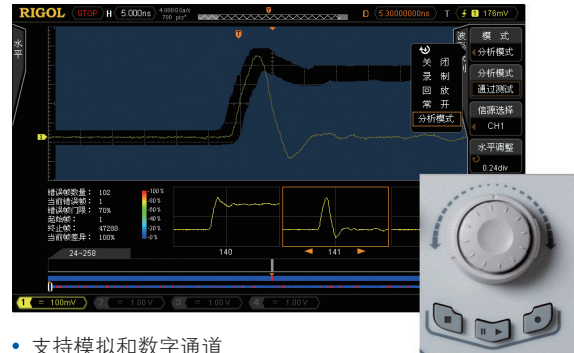 RIGOL STOP H 5.000ns 4.000GSa/s 700 pts D 5.30000000ns T 1 176mV
水平
模 式
分析模式
分析模式
通过测试
信源选择
CH1
水平调整
0.24div
关 闭
录 制
回 放
常 开
分析模式
错误帧数量： 102
当前错误帧： 1
错误帧门限： 70%
起始帧： 1
终止帧： 47288
当前帧差异： 100%
100%
80%
60%
40%
20%
0%
24-258
140
141
1 = 100mV 2 = 1.00 V 3 = 1.00 V 4 = 1.00 V
• 支持模拟和数字通道